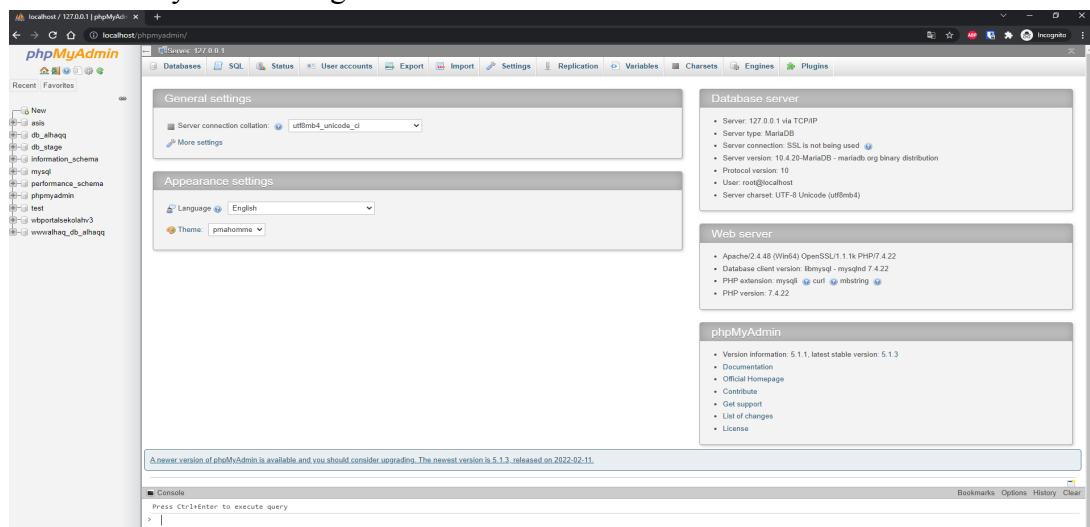 localhost / 127.0.0.1 | phpMyAd
localhost/phpmyadmin/
Incognito
phpMyAdmin
Recent Favorites
New
asis
db_alhaqq
db_stage
information_schema
mysql
performance_schema
phpmyadmin
test
wbportalsekolahv3
wwwalhaq_db_alhaqq
Server: 127.0.0.1
Databases SQL Status User accounts Export Import Settings Replication Variables Charsets Engines Plugins
General settings
Server connection collation: utf8mb4_unicode_ci
More settings
Appearance settings
Language English
Theme: pmahomme
Database server
• Server: 127.0.0.1 via TCP/IP
• Server type: MariaDB
• Server connection: SSL is not being used
• Server version: 10.4.20-MariaDB - mariadb.org binary distribution
• Protocol version: 10
• User: root@localhost
• Server charset: UTF-8 Unicode (utf8mb4)
Web server
• Apache/2.4.48 (Win64) OpenSSL/1.1.1k PHP/7.4.22
• Database client version: libmysql - mysqlnd 7.4.22
• PHP extension: mysqli curl mbstring
• PHP version: 7.4.22
phpMyAdmin
• Version information: 5.1.1, latest stable version: 5.1.3
• Documentation
• Official Homepage
• Contribute
• Get support
• List of changes
• License
A newer version of phpMyAdmin is available and you should consider upgrading. The newest version is 5.1.3, released on 2022-02-11.
Console
Bookmarks Options History Clear
Press Ctrl+Enter to execute query
>